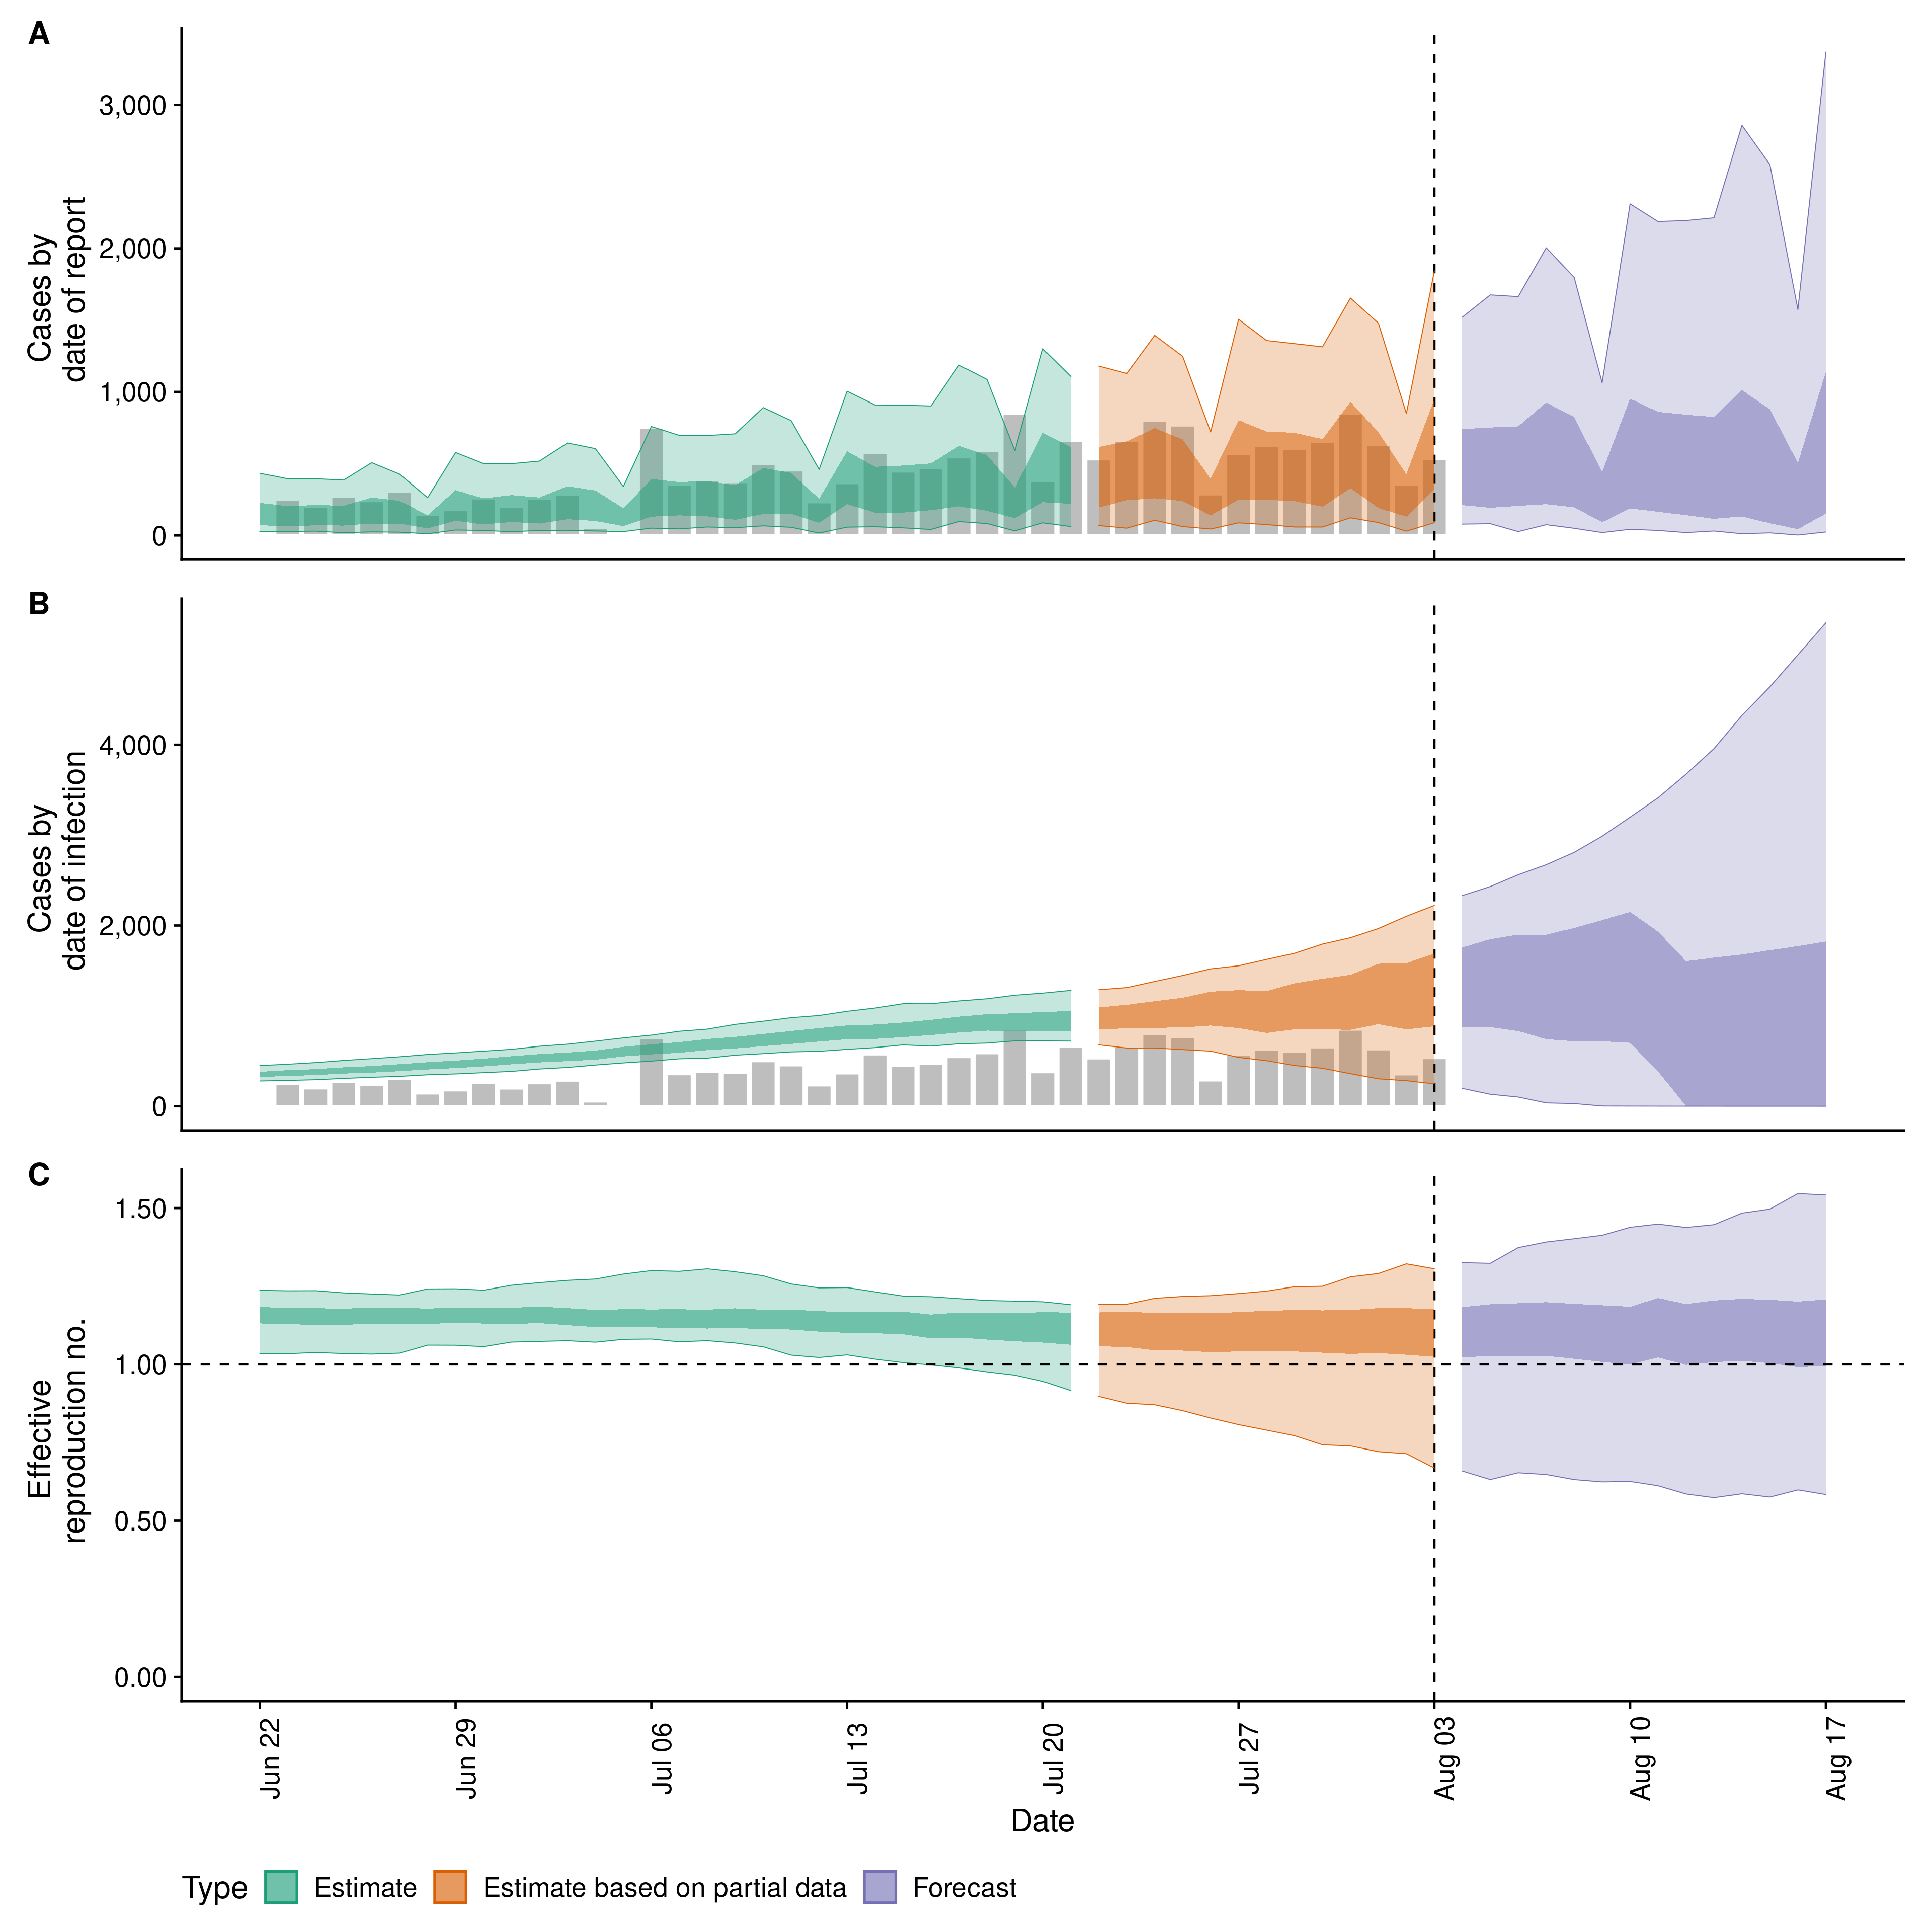 A
Cases by
date of report
3,000
2,000
1,000
0
B
Cases by
date of infection
4,000
2,000
0
C
Effective
reproduction no.
1.50
1.00
0.50
0.00
Jun 22
Jun 29
Jul 06
Jul 13
Jul 20
Jul 27
Aug 03
Aug 10
Aug 17
Date
Type Estimate Estimate based on partial data Forecast